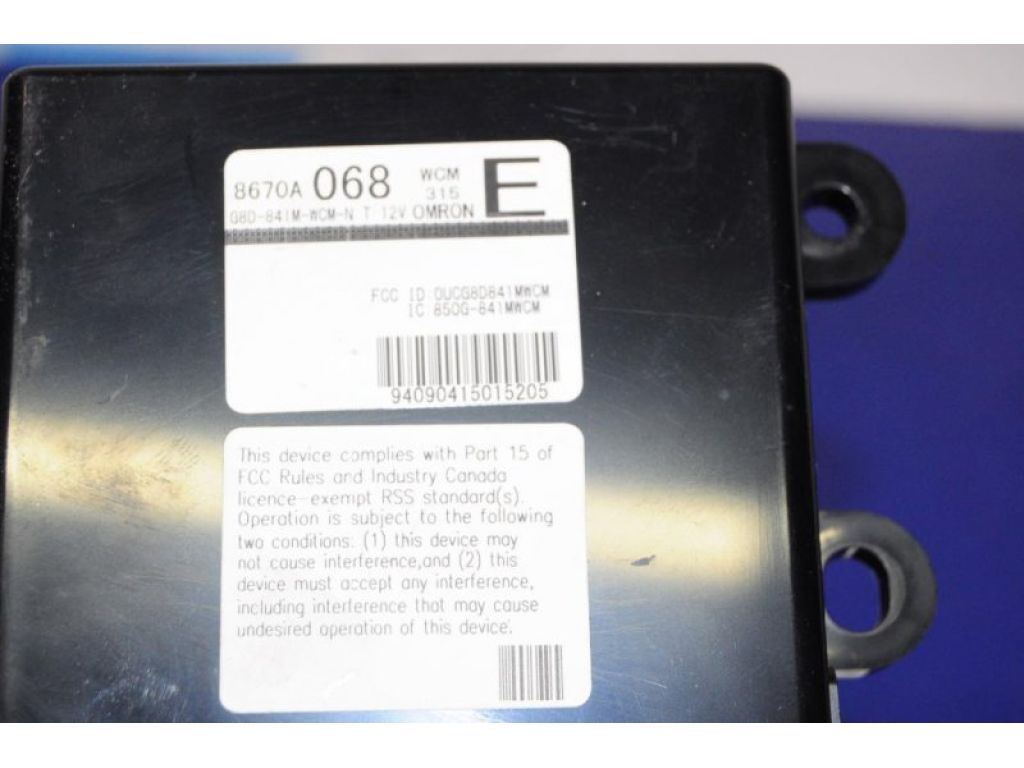 8670A 068 WCM 315 E
G8D-841M-WCM-N T 12V OMRON
FCC ID:OUCG8D841MWCM
IC:850G-841MWCM
94090415015205
This device complies with Part 15 of
FCC Rules and Industry Canada
licence-exempt RSS standard(s).
Operation is subject to the following
two conditions: (1) this device may
not cause interference,and (2) this
device must accept any interference,
including interference that may cause
undesired operation of this device.